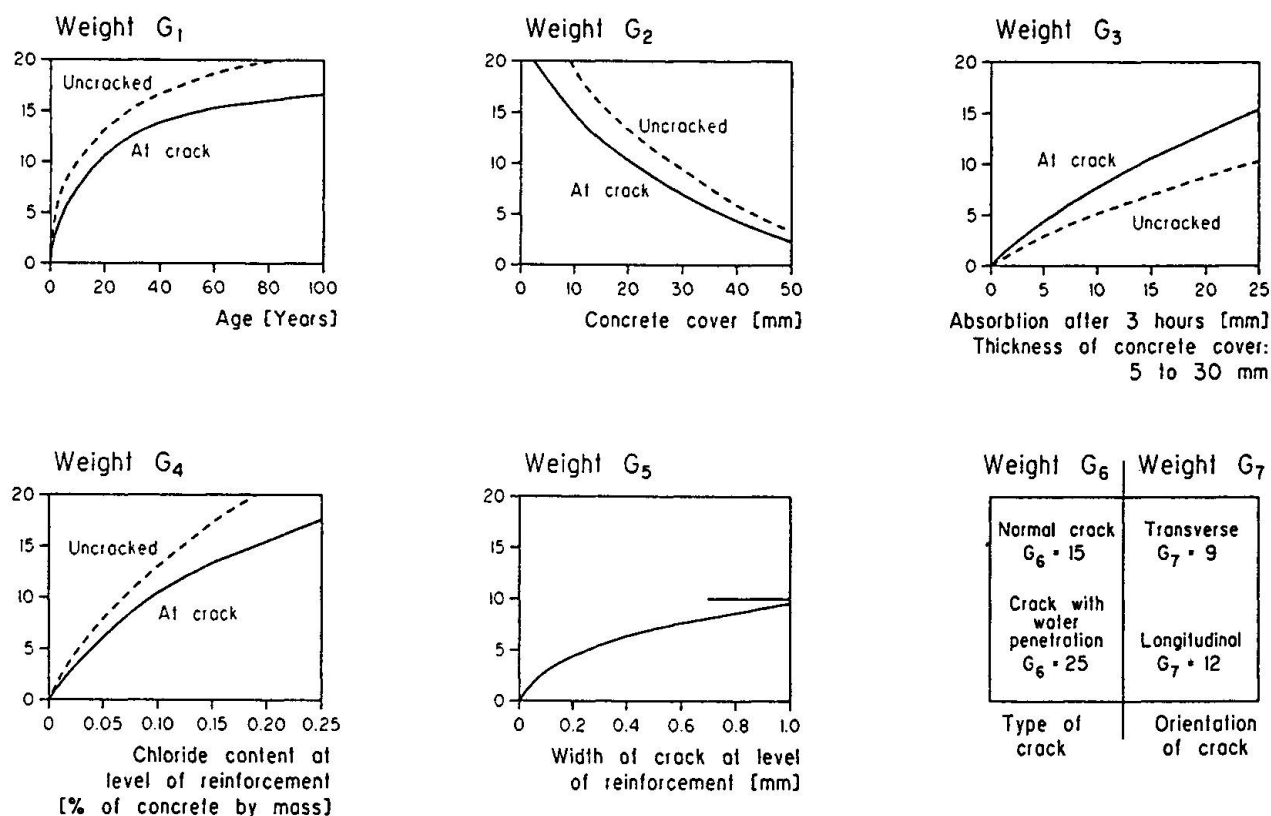 Weight G₁
20
15
10
5
0
Uncracked
At crack
0 20 40 60 80 100
Age [Years]
Weight G₂
20
15
10
5
0
Uncracked
At crack
0 10 20 30 40 50
Concrete cover [mm]
Weight G₃
20
15
10
5
0
At crack
Uncracked
0 5 10 15 20 25
Absorbtion after 3 hours [mm]
Thickness of concrete cover:
5 to 30 mm
Weight G₄
20
15
10
5
0
Uncracked
At crack
0 0.05 0.10 0.15 0.20 0.25
Chloride content at
level of reinforcement
[% of concrete by mass]
Weight G₅
20
15
10
5
0
0 0.2 0.4 0.6 0.8 1.0
Width of crack at level
of reinforcement [mm]
Weight G₆
Normal crack
G₆ = 15
Crack with
water
penetration
G₆ = 25
Type of
crack
Weight G₇
Transverse
G₇ = 9
Longitudinal
G₇ = 12
Orientation
of crack